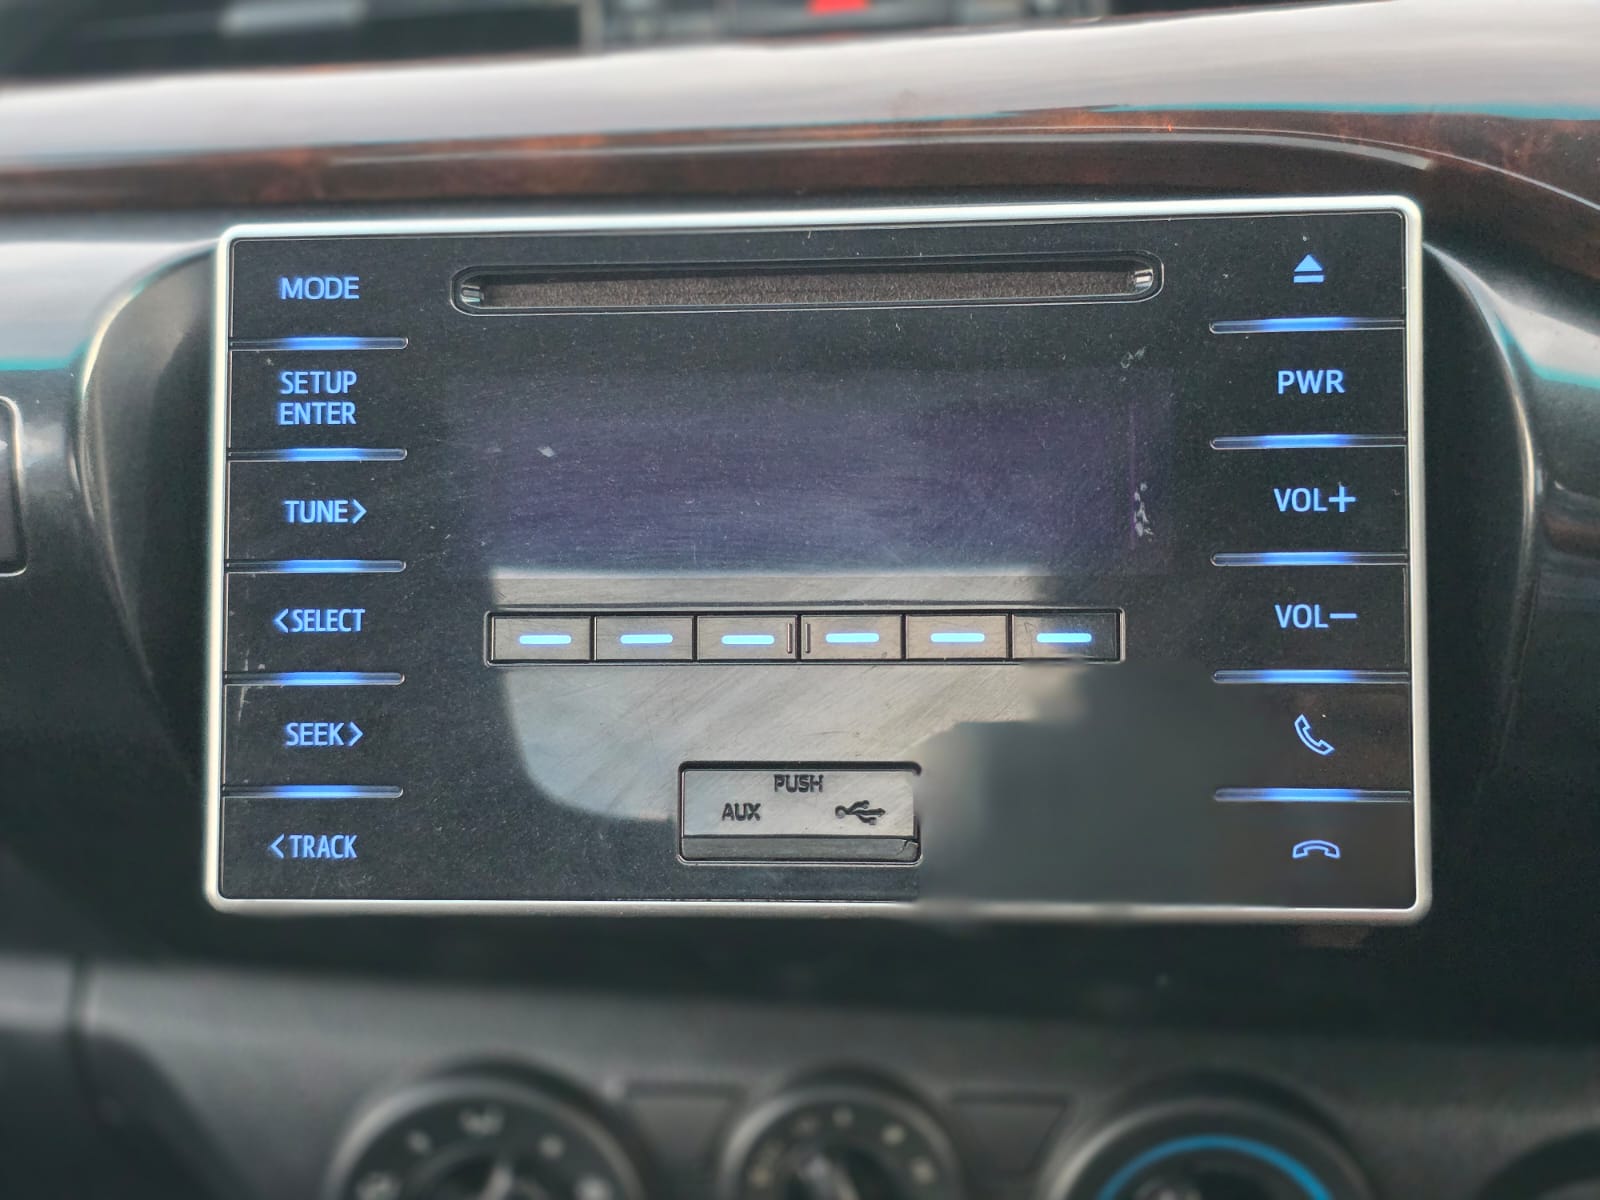 MODE
SETUP
ENTER
TUNE>
<SELECT
SEEK>
<TRACK
PUSH
AUX
PWR
VOL+
VOL−